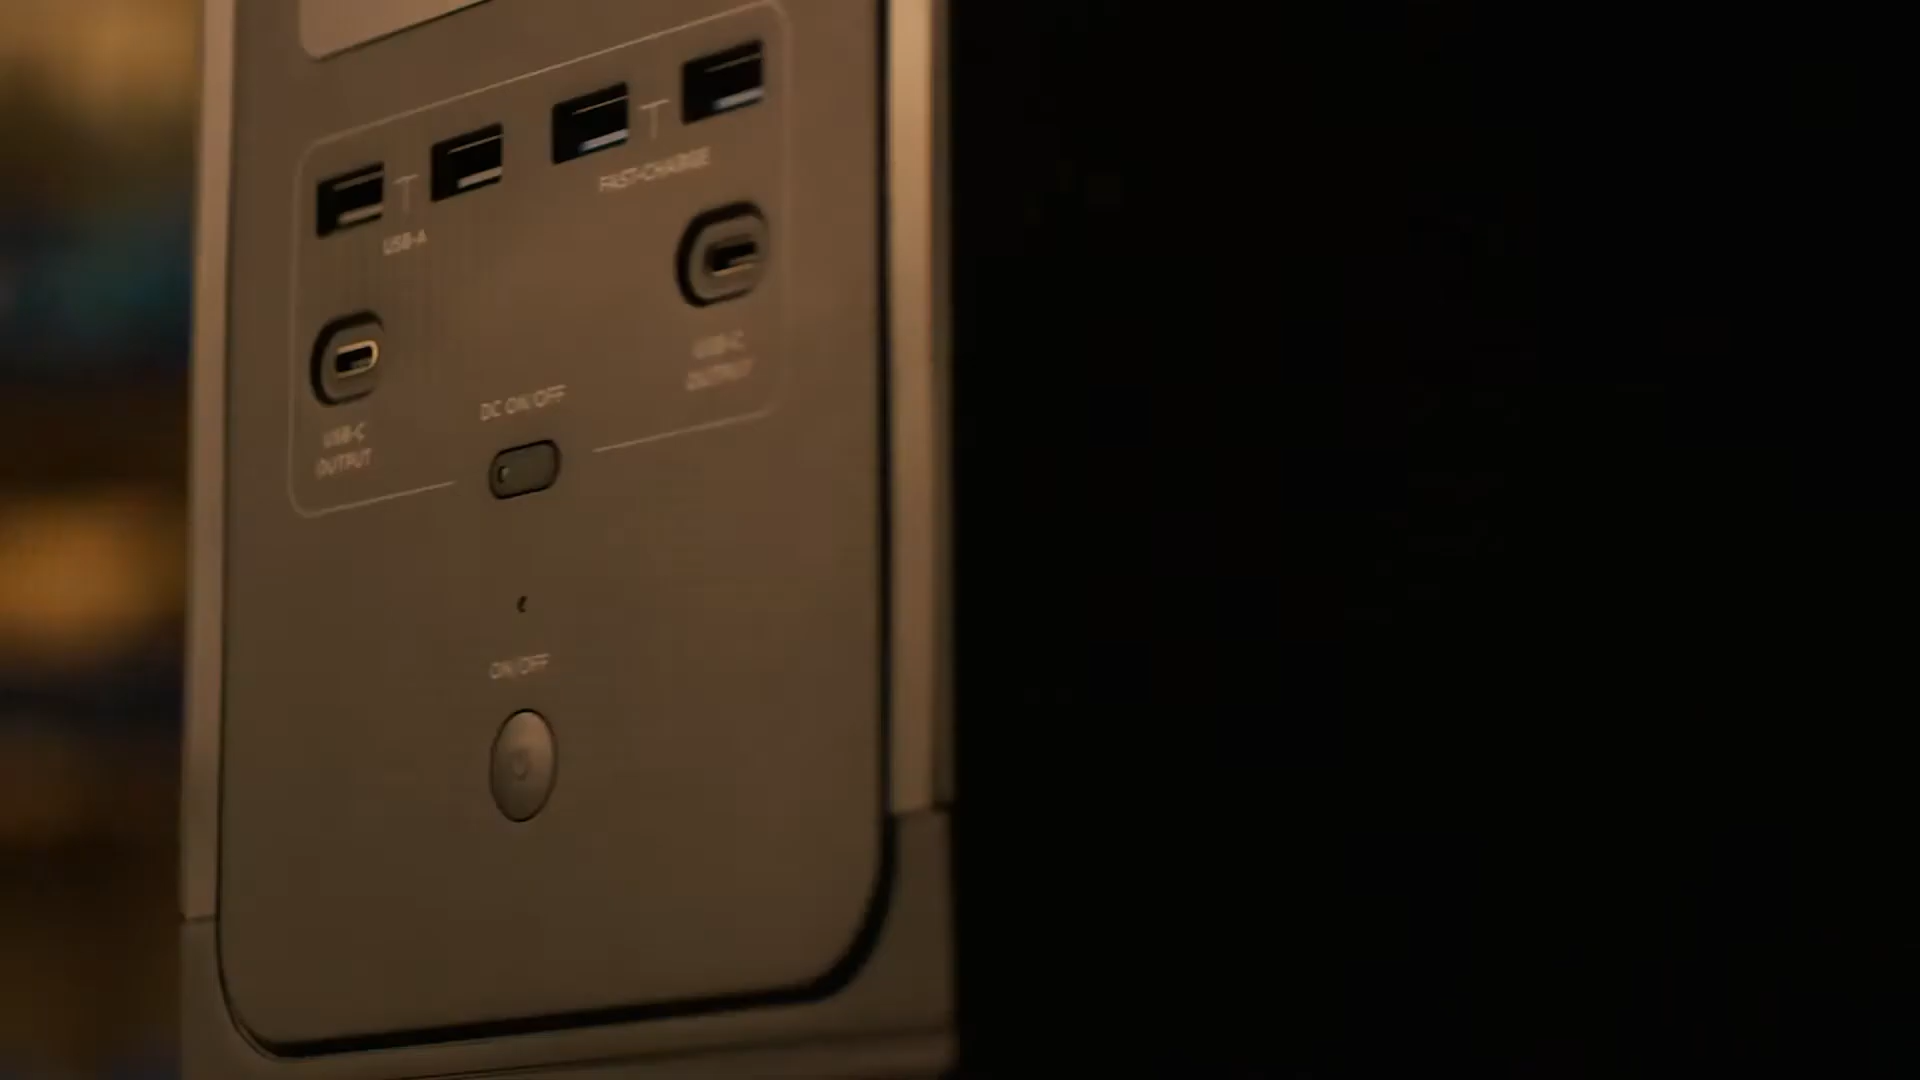 FAST-CHARGE
USB-A
USB-C
OUTPUT
DC ON/OFF
USB-C
OUTPUT
ON/OFF